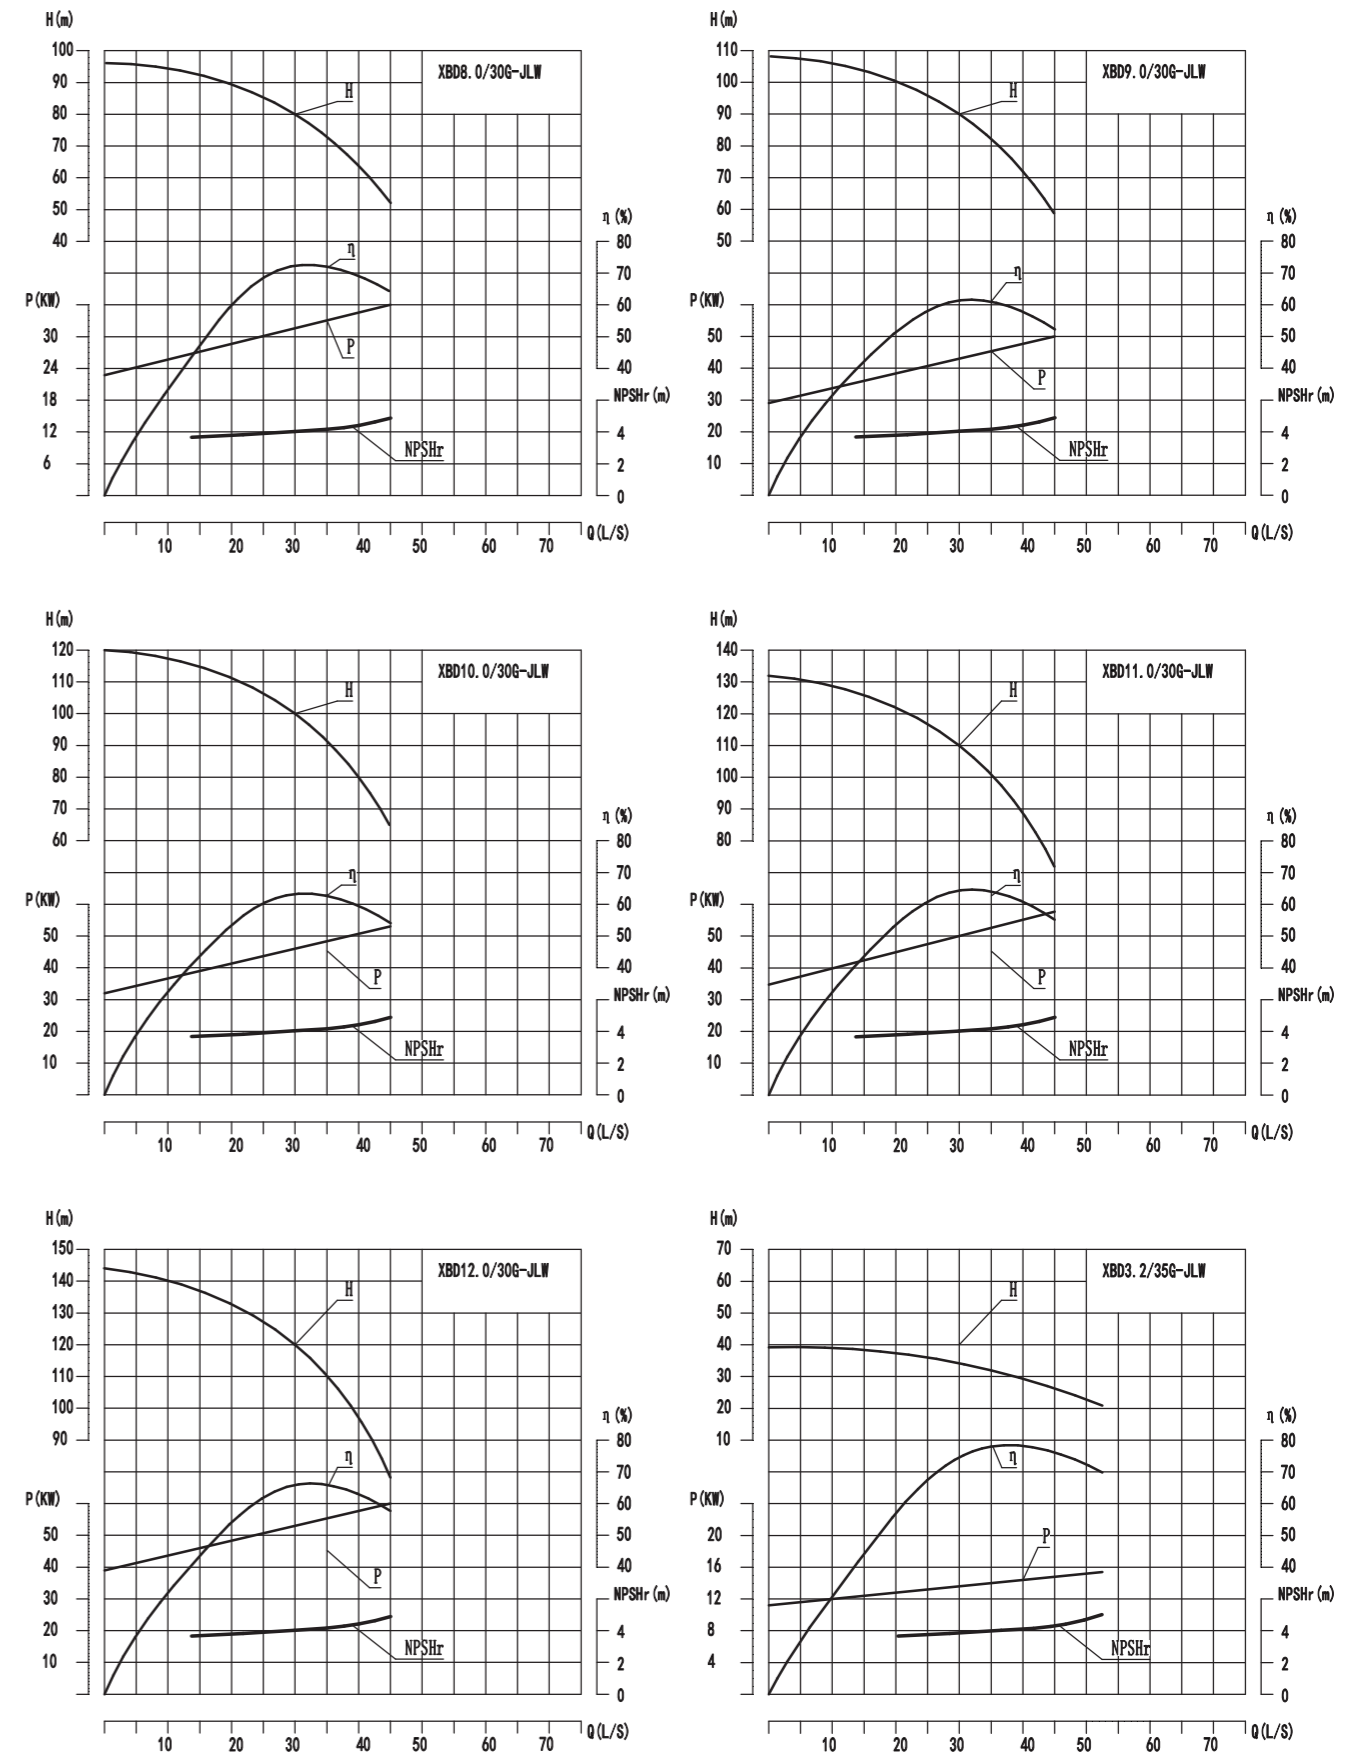 H(m)
100
90
80
70
60
50
40
XBD8.0/30G-JLW
H
η(%)
80
70
60
50
40
η
P(KW)
30
24
18
12
6
P
NPSHr(m)
4
2
0
NPSHr
10 20 30 40 50 60 70 Q(L/S)
H(m)
110
100
90
80
70
60
50
XBD9.0/30G-JLW
H
η(%)
80
70
60
50
40
η
P(KW)
50
40
30
20
10
P
NPSHr(m)
4
2
0
NPSHr
10 20 30 40 50 60 70 Q(L/S)
H(m)
120
110
100
90
80
70
60
XBD10.0/30G-JLW
H
η(%)
80
70
60
50
40
η
P(KW)
50
40
30
20
10
P
NPSHr(m)
4
2
0
NPSHr
10 20 30 40 50 60 70 Q(L/S)
H(m)
140
130
120
110
100
90
80
XBD11.0/30G-JLW
H
η(%)
80
70
60
50
40
η
P(KW)
50
40
30
20
10
P
NPSHr(m)
4
2
0
NPSHr
10 20 30 40 50 60 70 Q(L/S)
H(m)
150
140
130
120
110
100
90
XBD12.0/30G-JLW
H
η(%)
80
70
60
50
40
η
P(KW)
50
40
30
20
10
P
NPSHr(m)
4
2
0
NPSHr
10 20 30 40 50 60 70 Q(L/S)
H(m)
70
60
50
40
30
20
10
XBD3.2/35G-JLW
H
η(%)
80
70
60
50
40
η
P(KW)
20
16
12
8
4
P
NPSHr(m)
4
2
0
NPSHr
10 20 30 40 50 60 70 Q(L/S)